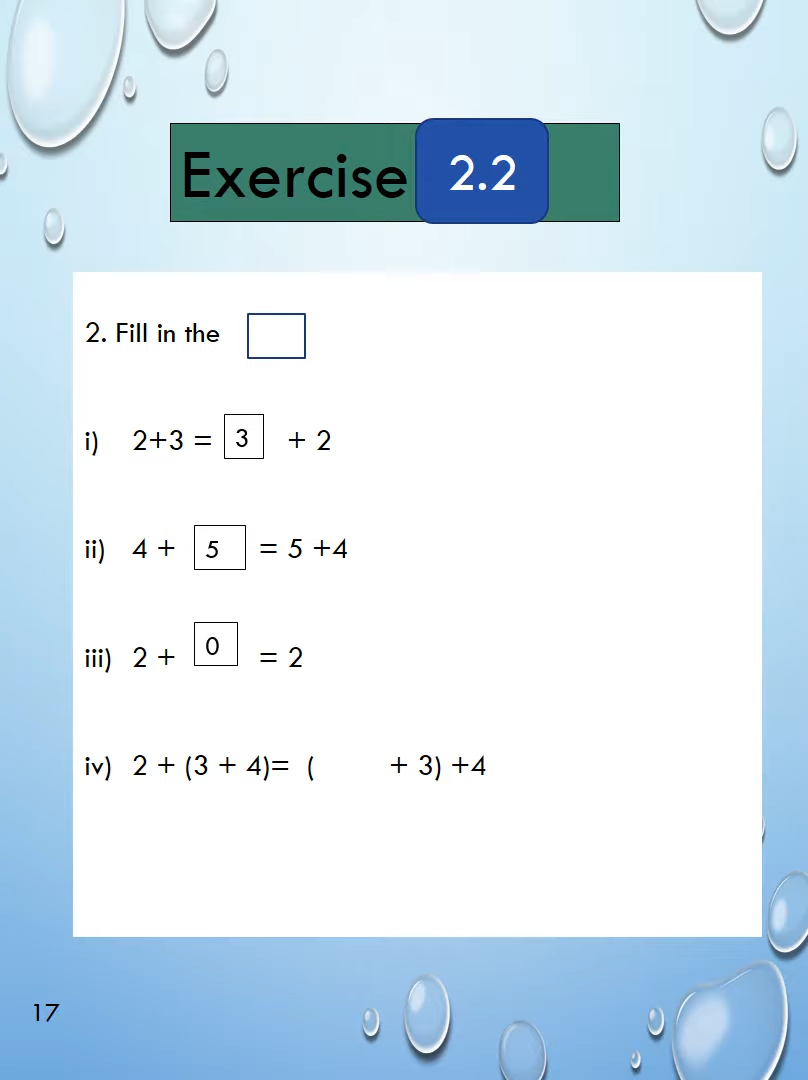 Exercise 2.2
2. Fill in the
i) 2+3 = 3 + 2
ii) 4 + 5 = 5 +4
iii) 2 + 0 = 2
iv) 2 + (3 + 4)= ( + 3) +4
17